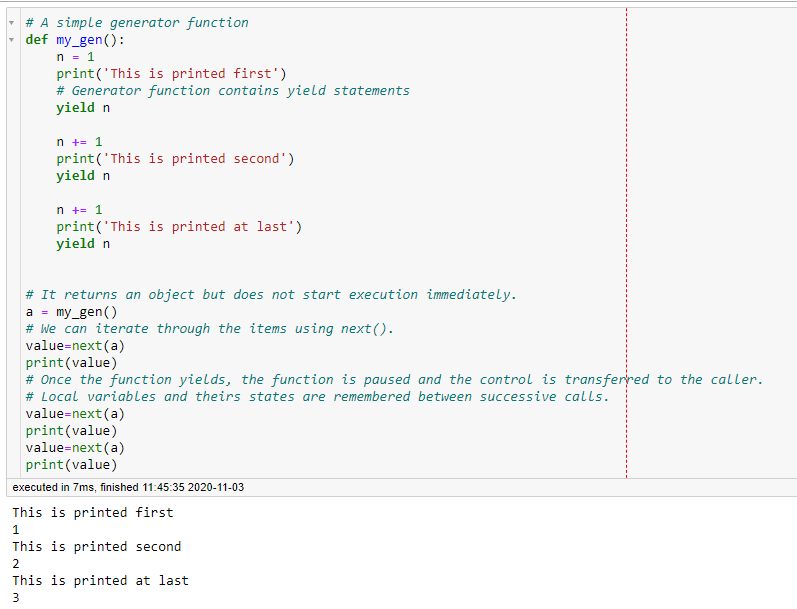 # A simple generator function
def my_gen():
    n = 1
    print('This is printed first')
    # Generator function contains yield statements
    yield n

    n += 1
    print('This is printed second')
    yield n

    n += 1
    print('This is printed at last')
    yield n


# It returns an object but does not start execution immediately.
a = my_gen()
# We can iterate through the items using next().
value=next(a)
print(value)
# Once the function yields, the function is paused and the control is transferred to the caller.
# Local variables and theirs states are remembered between successive calls.
value=next(a)
print(value)
value=next(a)
print(value)
executed in 7ms, finished 11:45:35 2020-11-03
This is printed first
1
This is printed second
2
This is printed at last
3